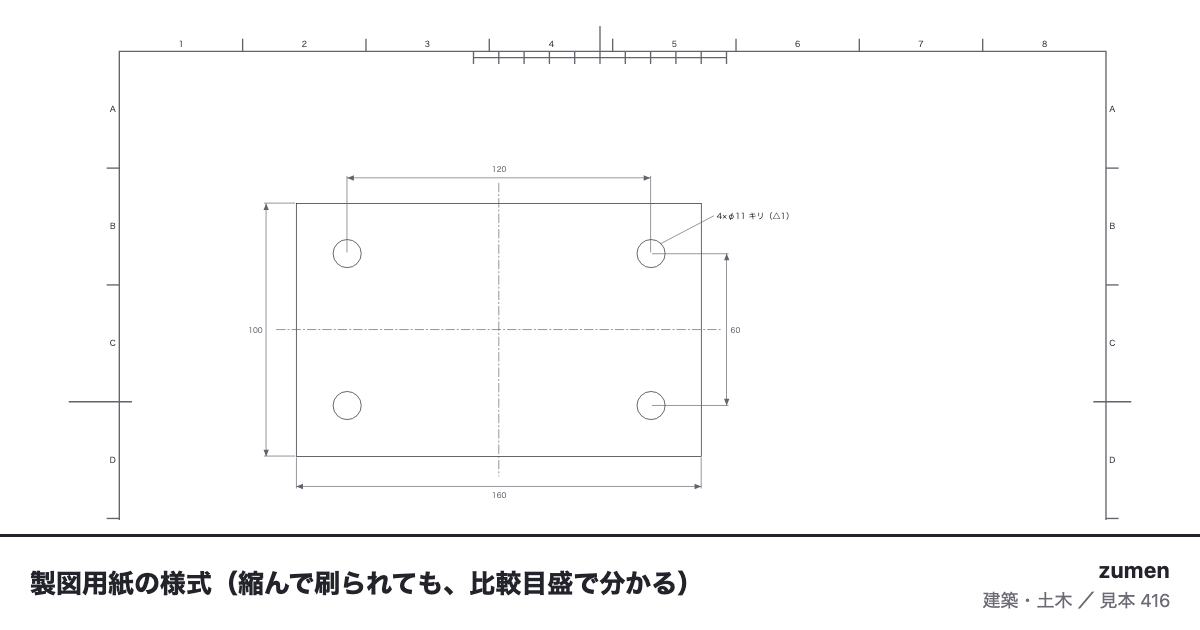 1 2 3 4 5 6 7 8
A A
120
4×φ11 キリ（△1）
B B
100 60
C C
D D
160
製図用紙の様式（縮んで刷られても、比較目盛で分かる）
zumen
建築・土木 ／ 見本 416